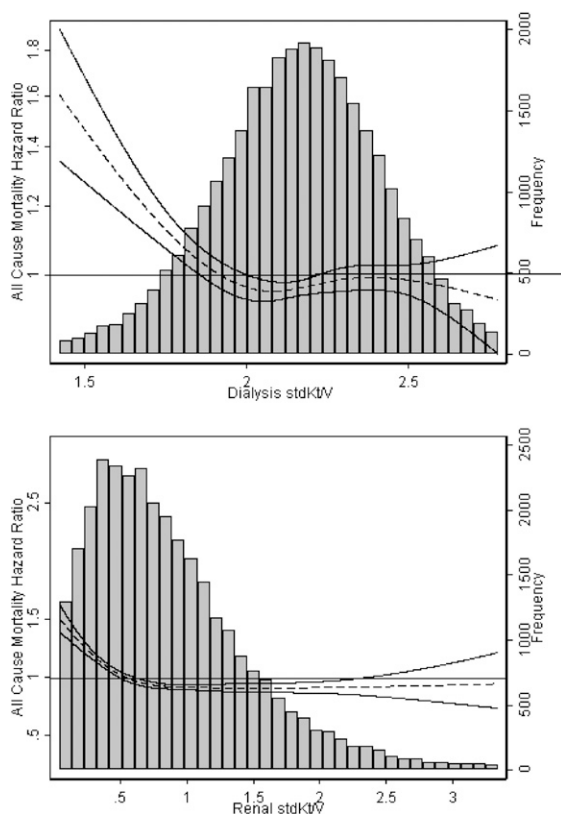 All Cause Mortality Hazard Ratio
1 1.2 1.4 1.6 1.8
0 500 1000 1500 2000
Frequency
1.5 2 2.5
Dialysis stdKt/V
All Cause Mortality Hazard Ratio
.5 1 1.5 2.5
0 500 1000 1500 2000 2500
Frequency
.5 1 1.5 2 2.5 3
Renal stdKt/V